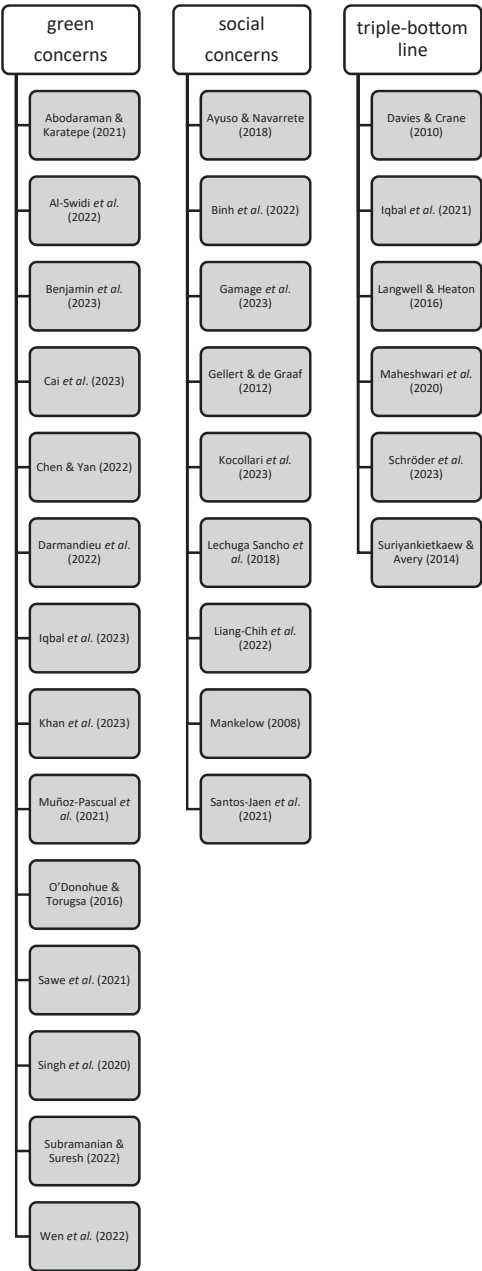 green
concerns
Abodaraman &
Karatepe (2021)
Al-Swidi et al.
(2022)
Benjamin et al.
(2023)
Cai et al. (2023)
Chen & Yan (2022)
Darmandieu et al.
(2022)
Iqbal et al. (2023)
Khan et al. (2023)
Muñoz-Pascual et
al. (2021)
O’Donohue &
Torugsa (2016)
Sawe et al. (2021)
Singh et al. (2020)
Subramanian &
Suresh (2022)
Wen et al. (2022)
social
concerns
Ayuso & Navarrete
(2018)
Binh et al. (2022)
Gamage et al.
(2023)
Gellert & de Graaf
(2012)
Kocollari et al.
(2023)
Lechuga Sancho et
al. (2018)
Liang-Chih et al.
(2022)
Mankelow (2008)
Santos-Jaen et al.
(2021)
triple-bottom
line
Davies & Crane
(2010)
Iqbal et al. (2021)
Langwell & Heaton
(2016)
Maheshwari et al.
(2020)
Schröder et al.
(2023)
Suriyankietkaew &
Avery (2014)